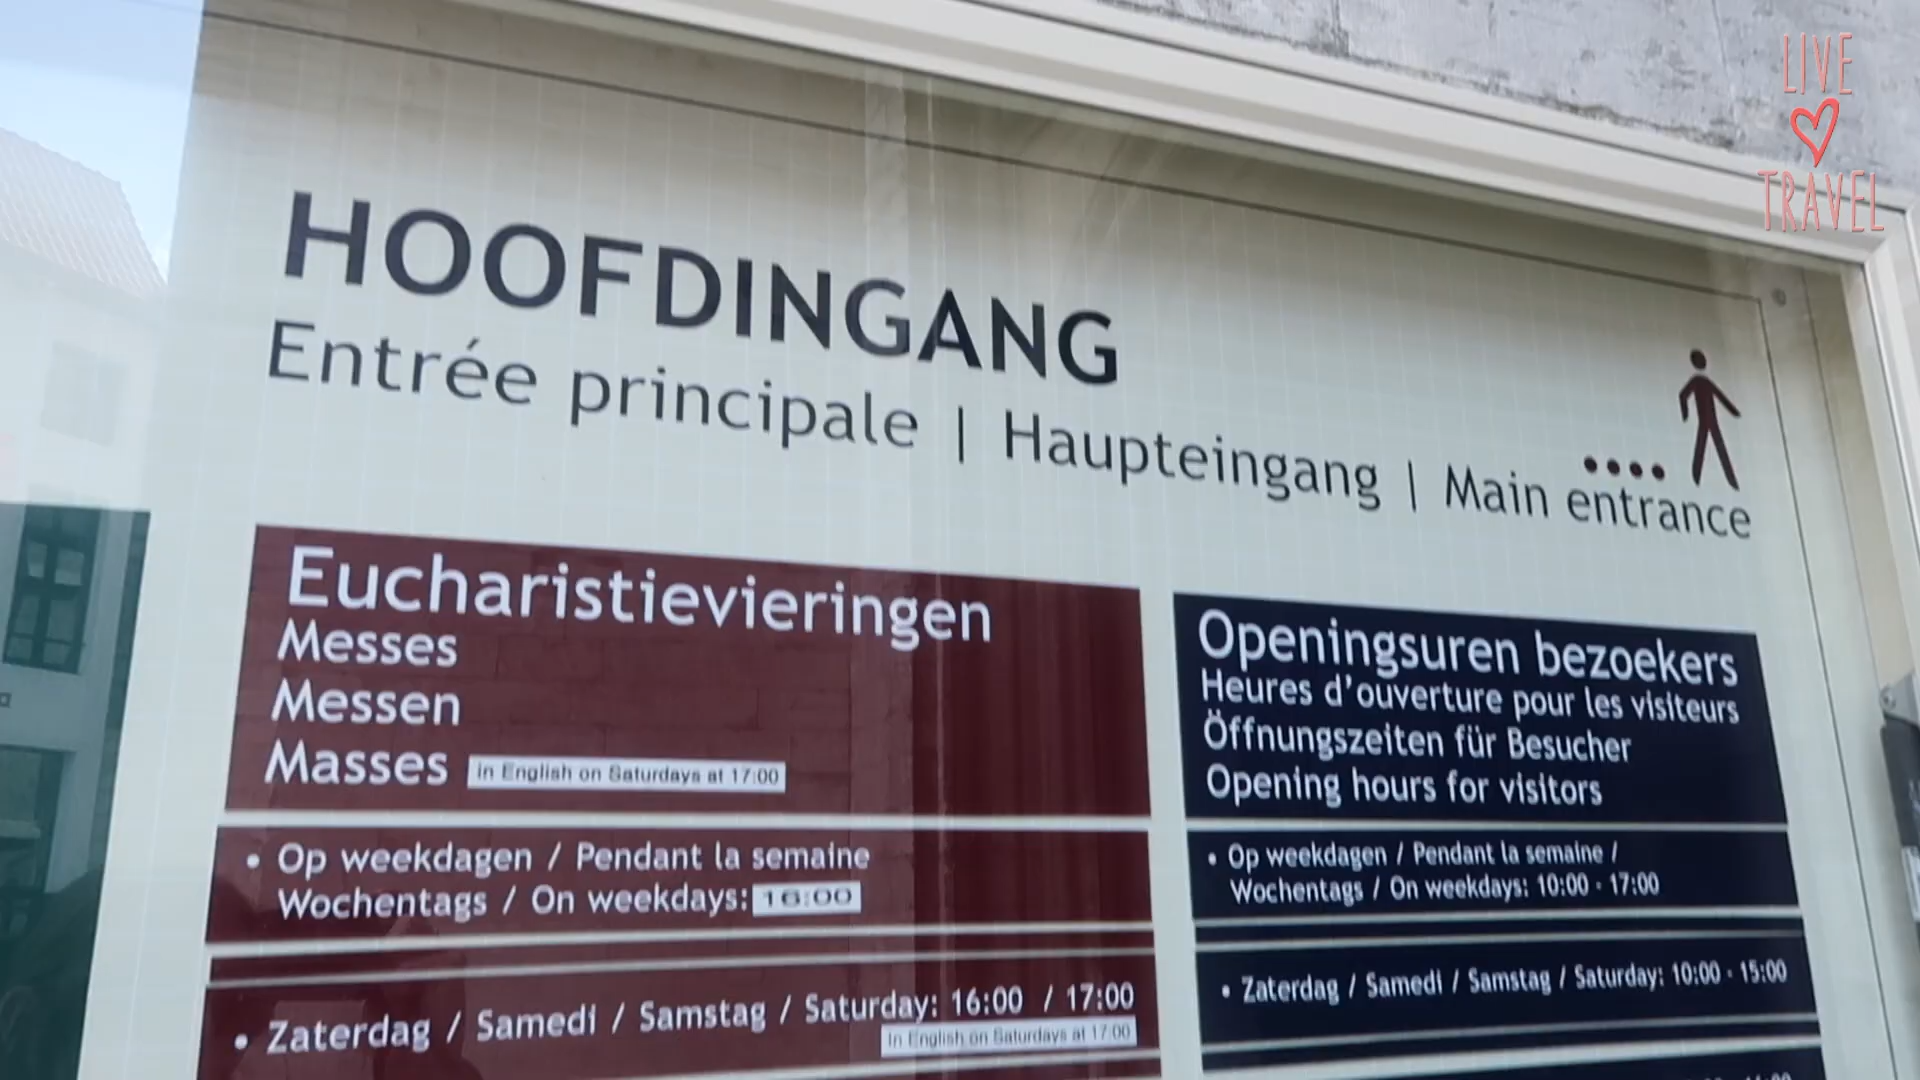 LIVE
TRAVEL
HOOFDINGANG
Entrée principale | Haupteingang | Main entrance
Eucharistievieringen
Messes
Messen
Masses in English on Saturdays at 17:00
• Op weekdagen / Pendant la semaine
Wochentags / On weekdays: 16:00
• Zaterdag / Samedi / Samstag / Saturday: 16:00 / 17:00
in English on Saturdays at 17:00
Openingsuren bezoekers
Heures d'ouverture pour les visiteurs
Öffnungszeiten für Besucher
Opening hours for visitors
• Op weekdagen / Pendant la semaine /
Wochentags / On weekdays: 10:00 - 17:00
• Zaterdag / Samedi / Samstag / Saturday: 10:00 - 15:00